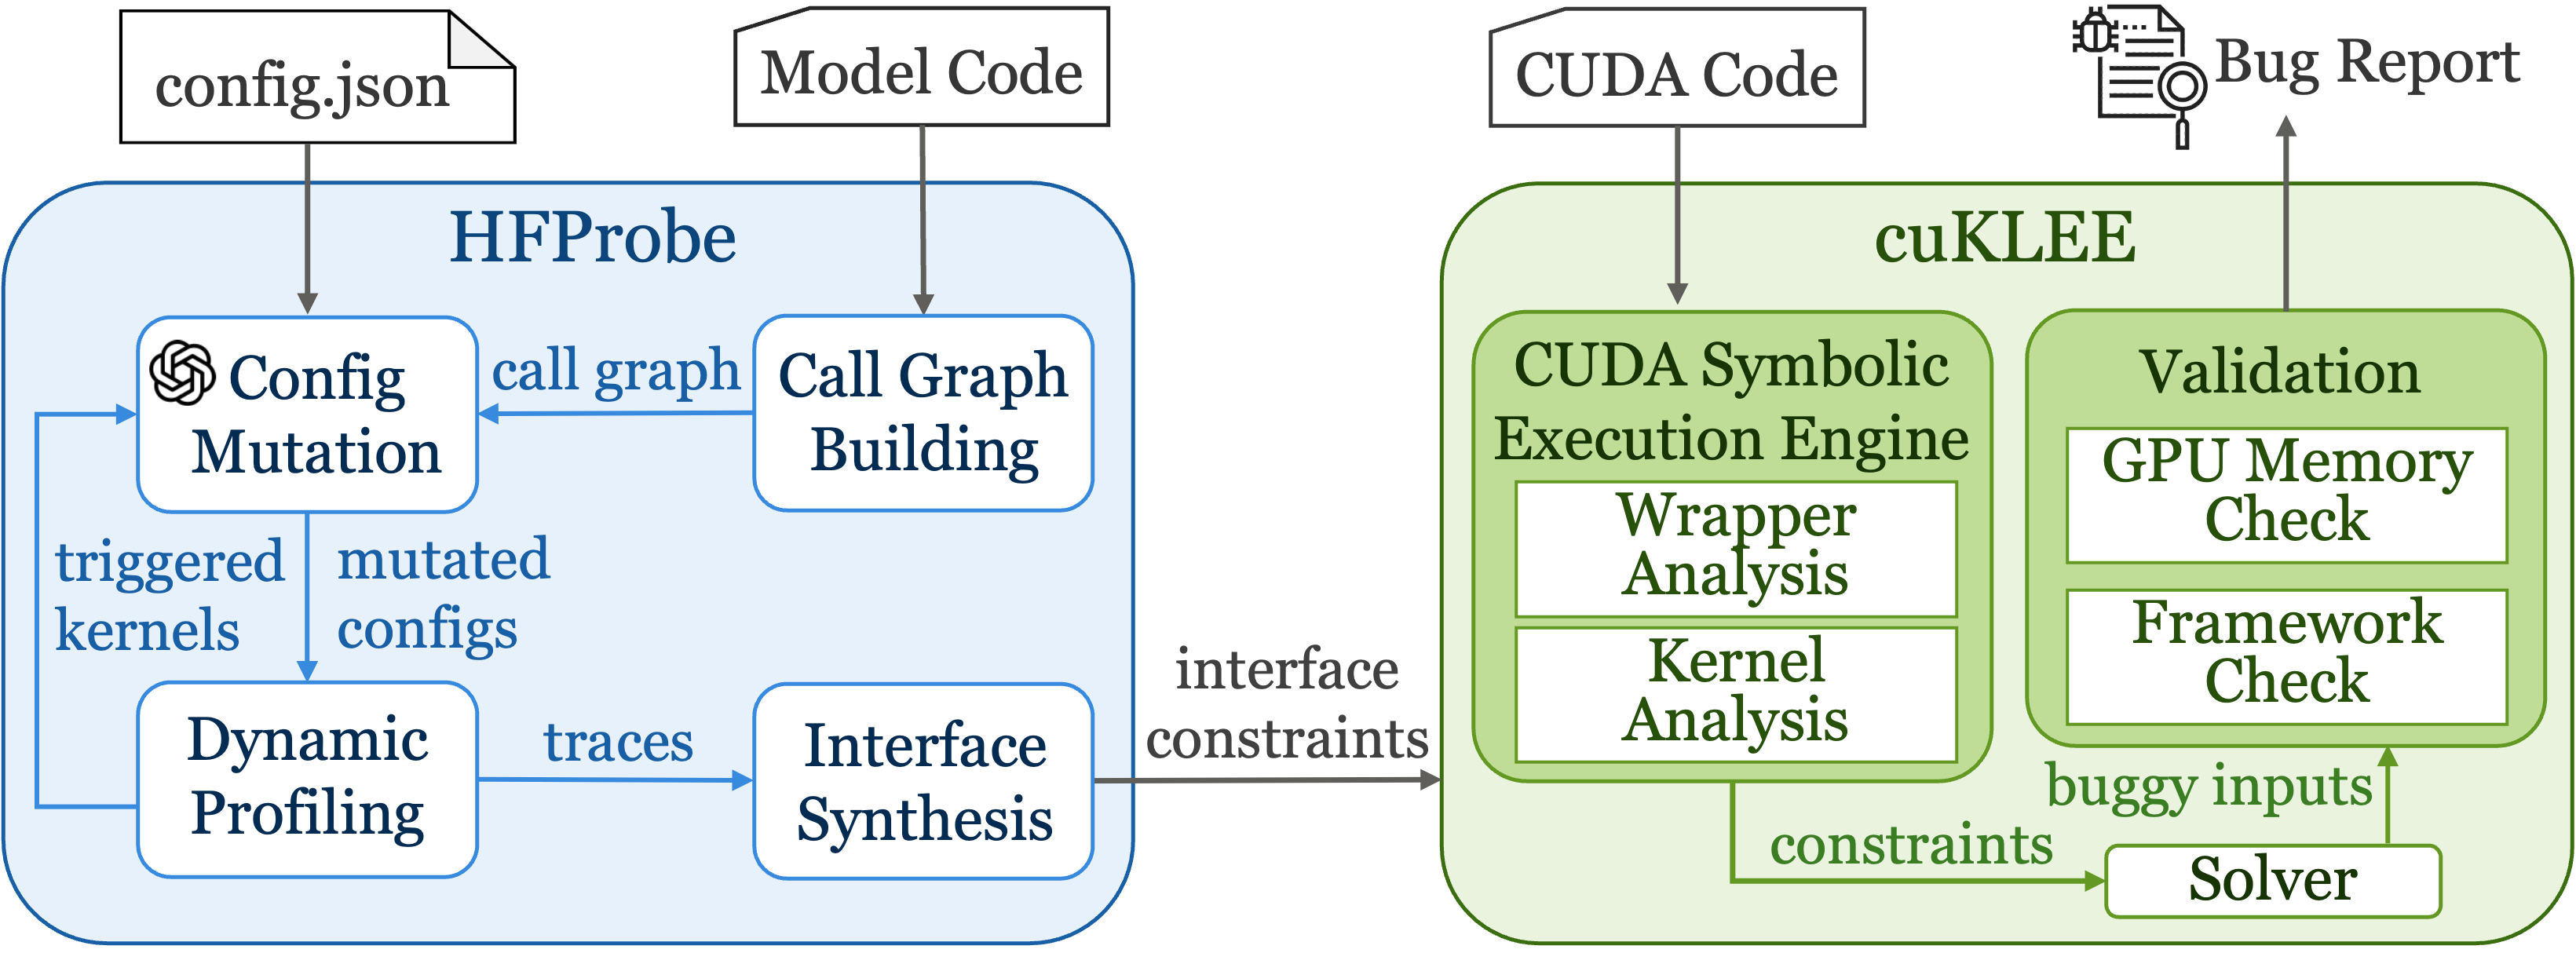 config.json
Model Code
CUDA Code
Bug Report
HFProbe
Config
Mutation
call graph
Call Graph
Building
triggered
kernels
mutated
configs
Dynamic
Profiling
traces
Interface
Synthesis
interface
constraints
cuKLEE
CUDA Symbolic
Execution Engine
Wrapper
Analysis
Kernel
Analysis
constraints
Solver
buggy inputs
Validation
GPU Memory
Check
Framework
Check